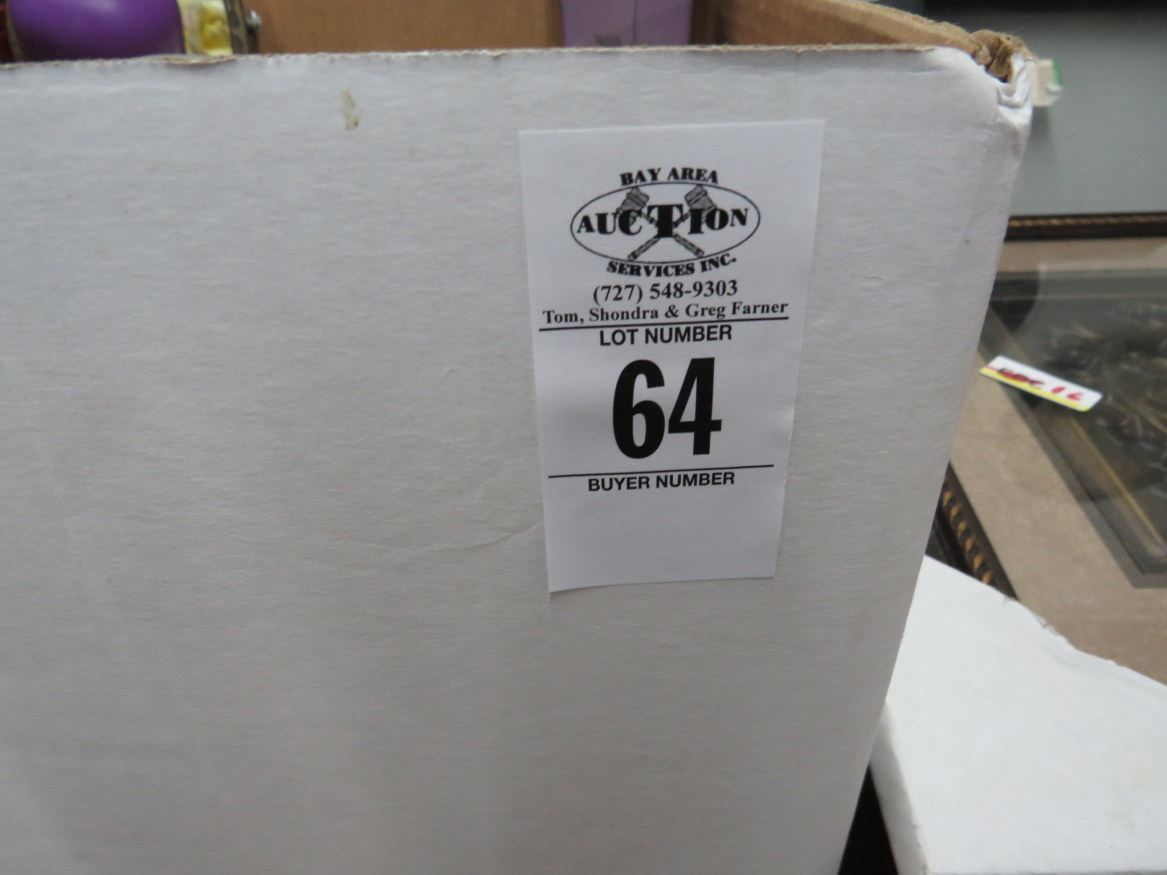 BAY AREA
AUCTION
SERVICES INC.
(727) 548-9303
Tom, Shondra & Greg Farner
LOT NUMBER
64
BUYER NUMBER